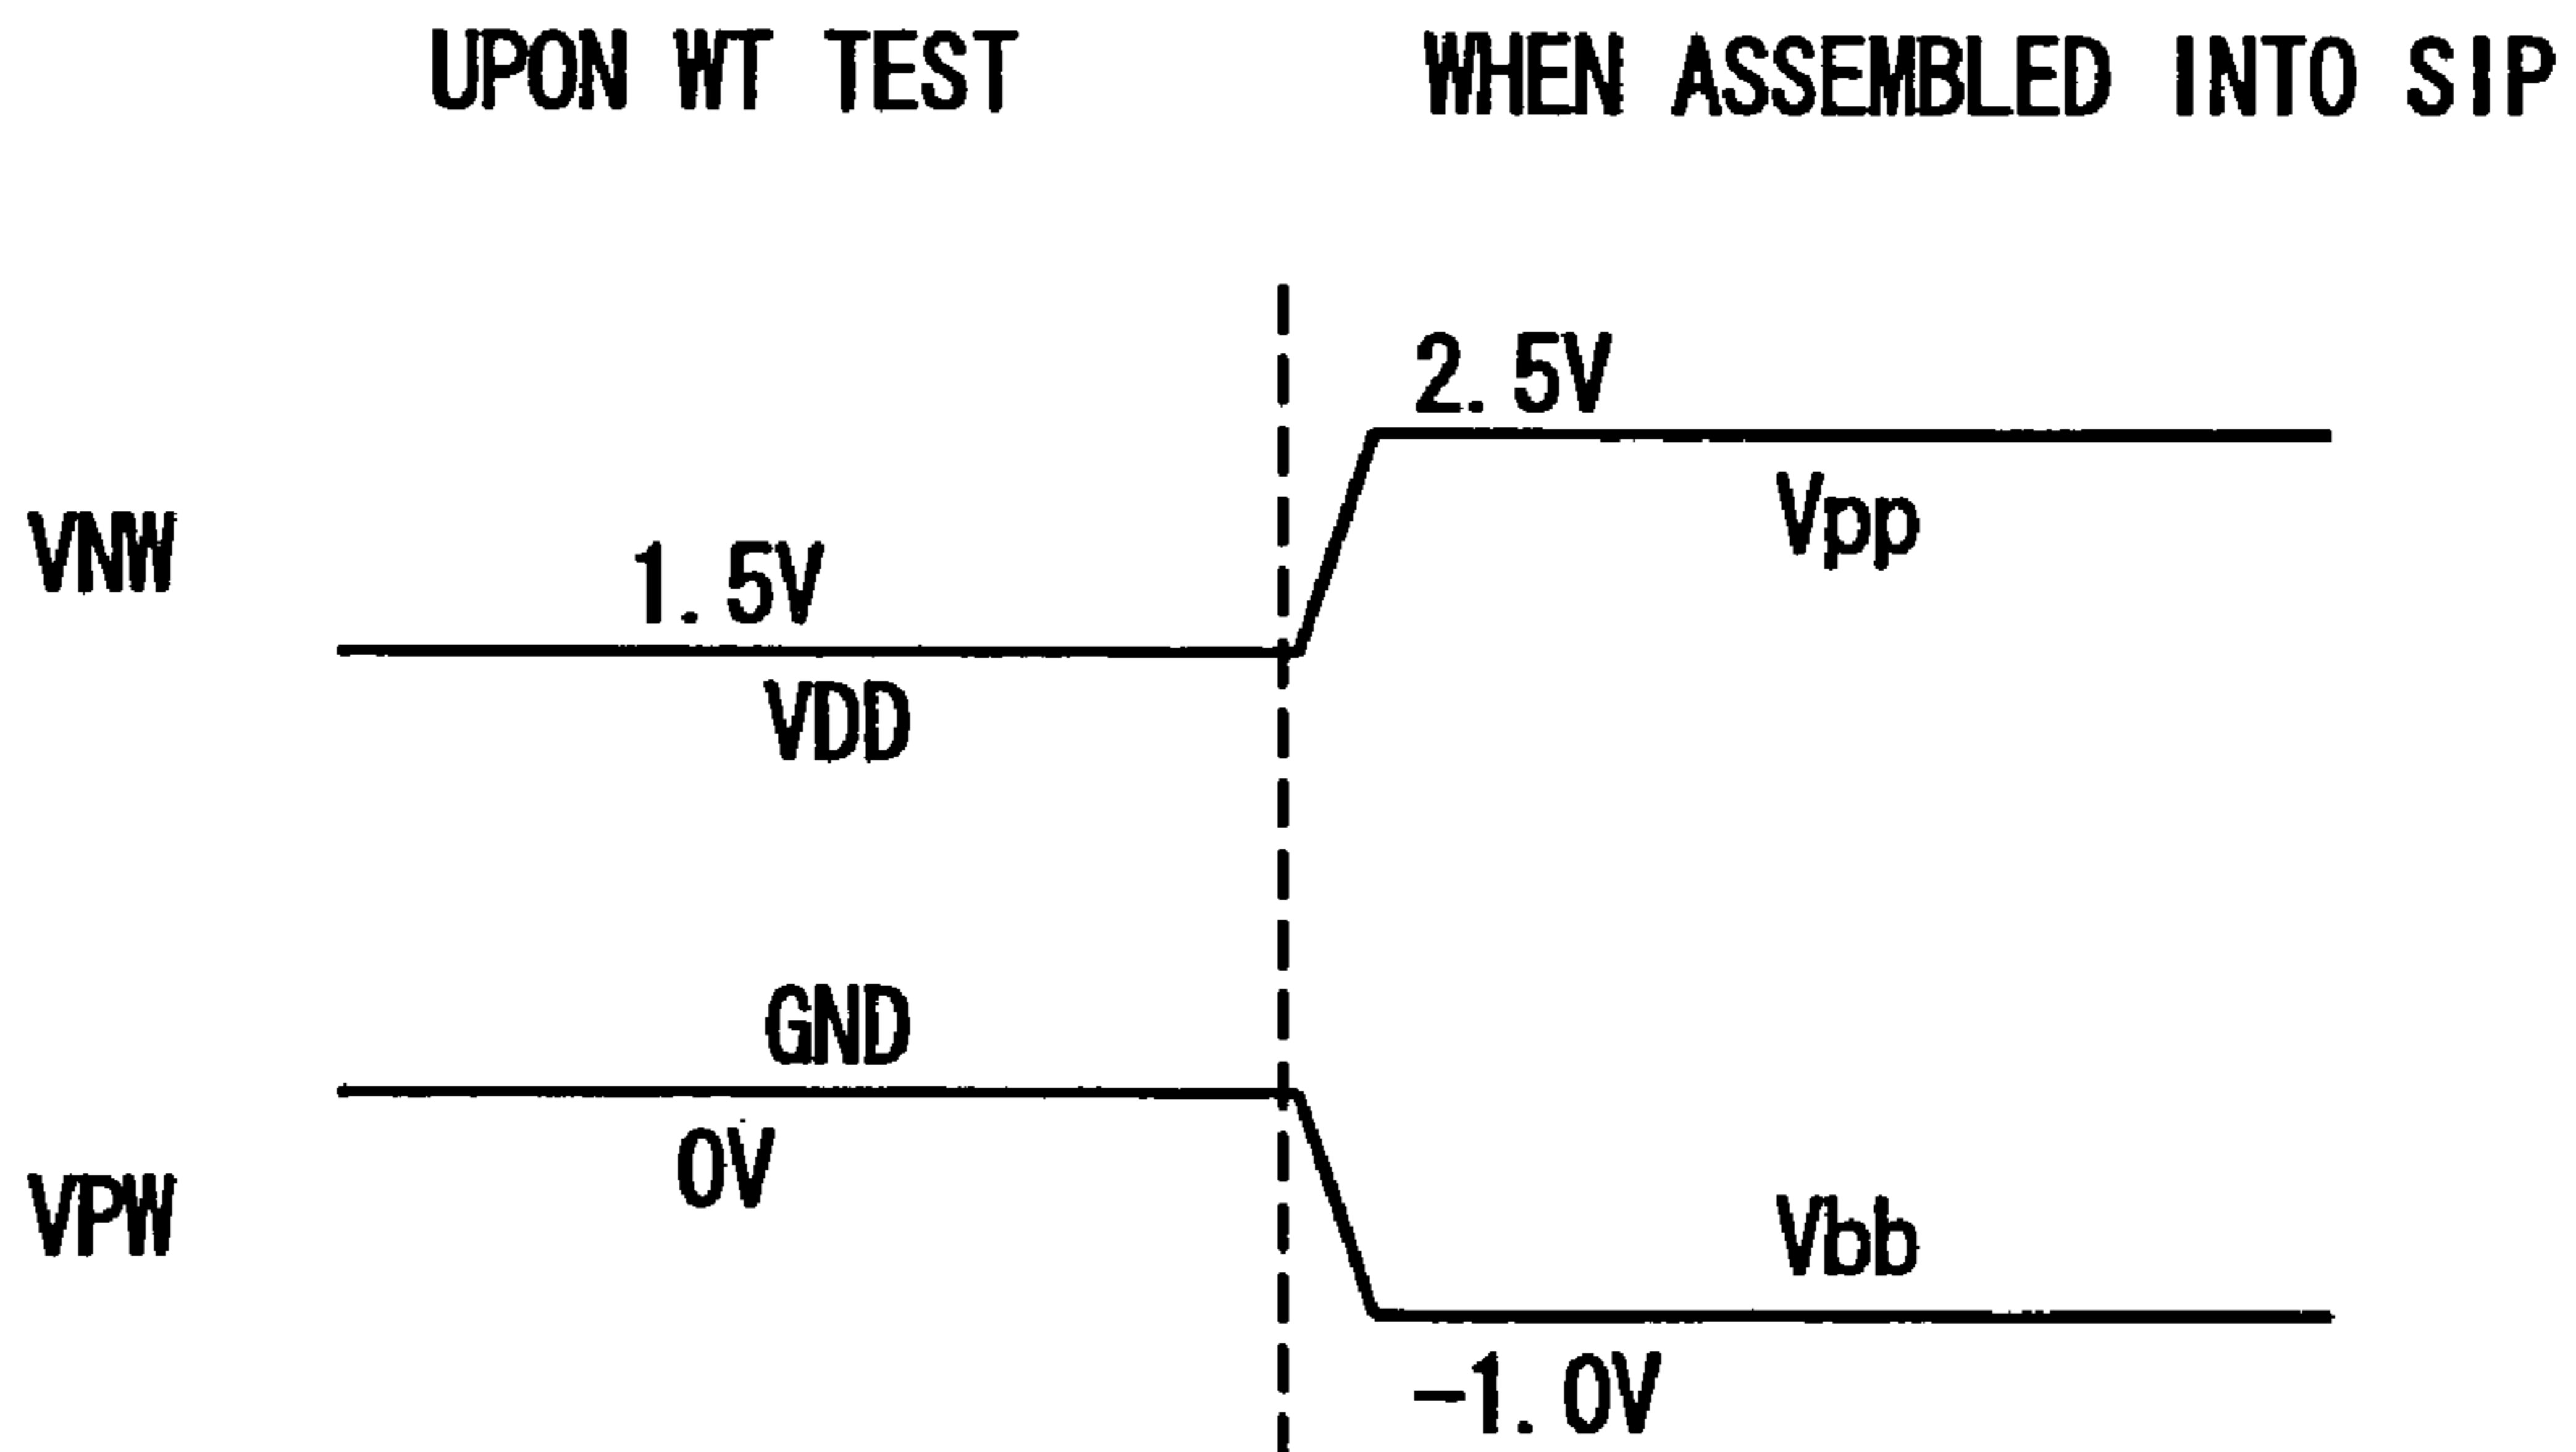 UPON WT TEST
WHEN ASSEMBLED INTO SIP
2.5V
Vpp
VNW
1.5V
VDD
GND
0V
VPW
Vbb
-1.0V